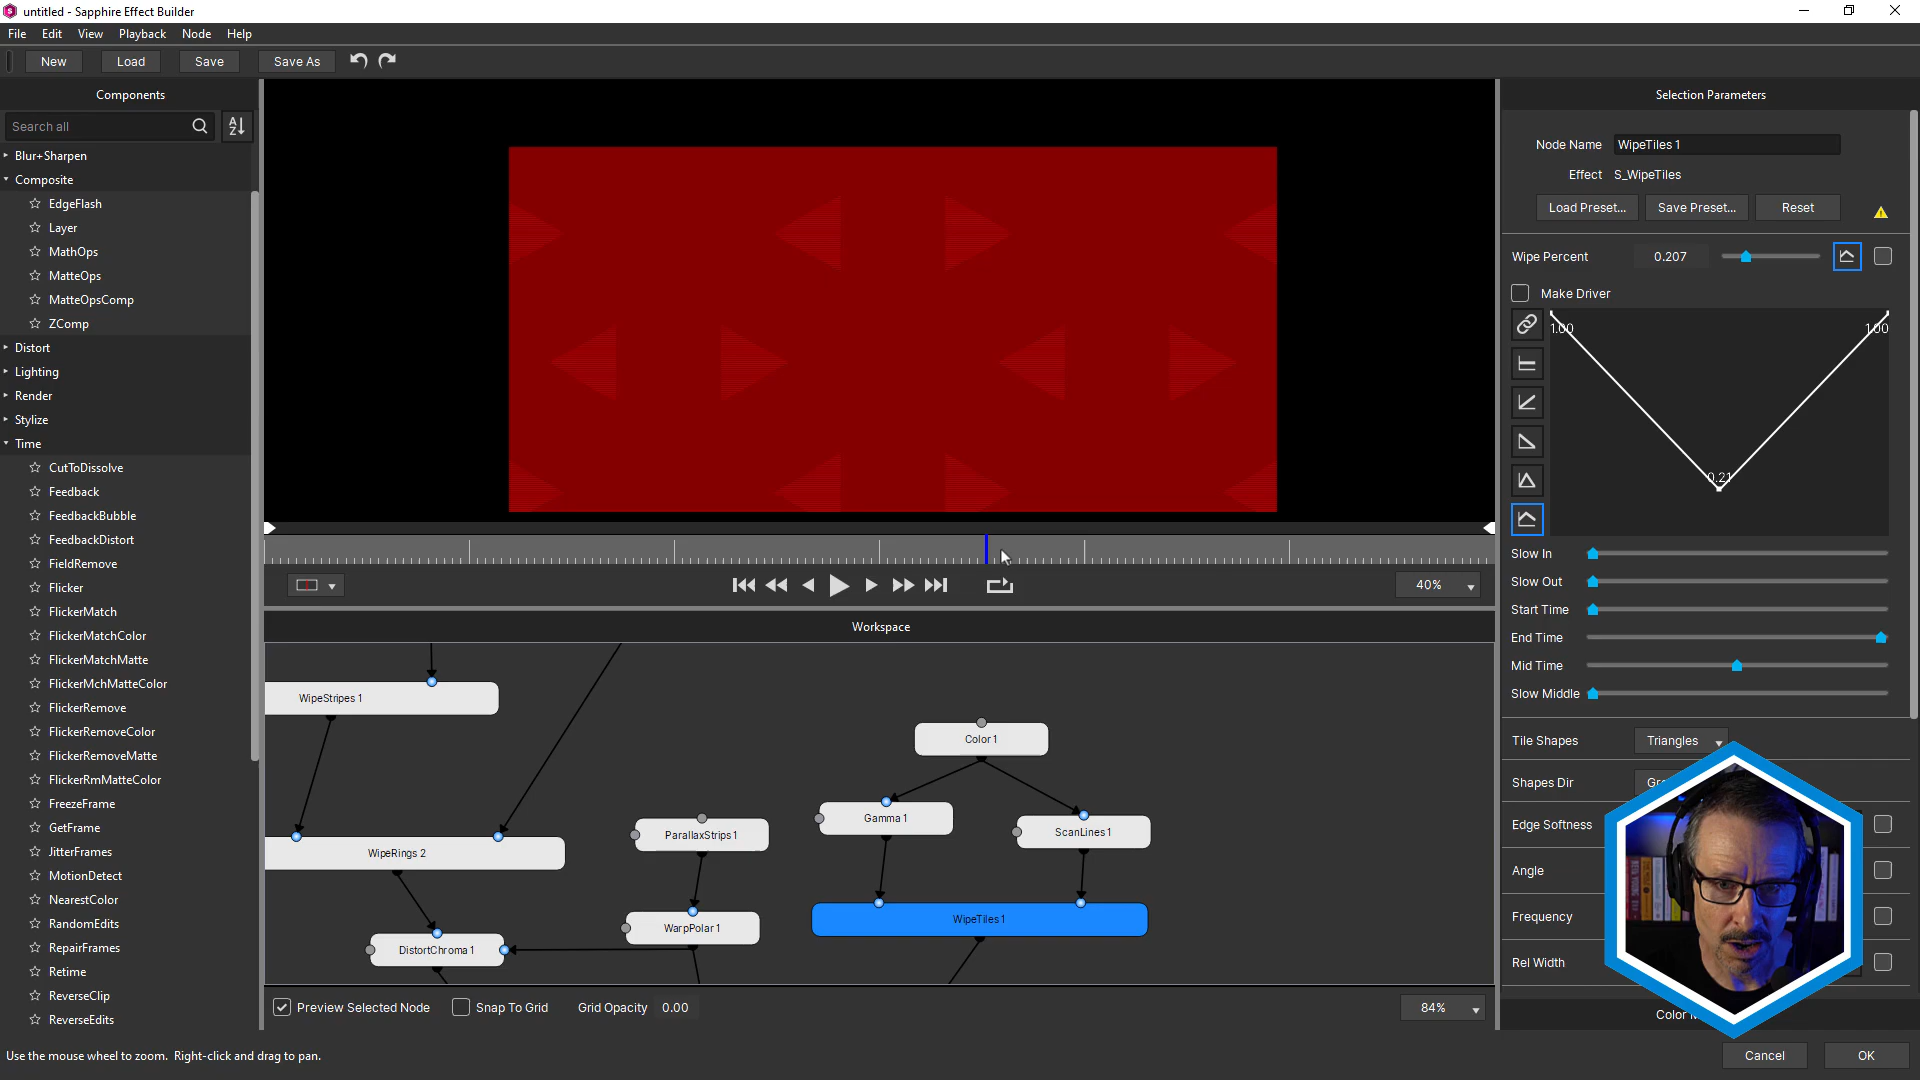 untitled - Sapphire Effect Builder
File Edit View Playback Node Help
New Load Save Save As
Components
Search all
Blur+Sharpen
Composite
EdgeFlash
Layer
MathOps
MatteOps
MatteOpsComp
ZComp
Distort
Lighting
Render
Stylize
Time
CutToDissolve
Feedback
FeedbackBubble
FeedbackDistort
FieldRemove
Flicker
FlickerMatch
FlickerMatchColor
FlickerMatchMatte
FlickerMchMatteColor
FlickerRemove
FlickerRemoveColor
FlickerRemoveMatte
FlickerRmMatteColor
FreezeFrame
GetFrame
JitterFrames
MotionDetect
NearestColor
RandomEdits
RepairFrames
Retime
ReverseClip
ReverseEdits
40%
Workspace
WipeStripes 1
Color 1
Gamma 1
ScanLines 1
ParallaxStrips 1
WipeRings 2
WarpPolar 1
WipeTiles 1
DistortChroma 1
Preview Selected Node Snap To Grid Grid Opacity 0.00 84%
Selection Parameters
Node Name WipeTiles 1
Effect S_WipeTiles
Load Preset... Save Preset... Reset
Wipe Percent 0.207
Make Driver
1.00 1.00
0.21
Slow In
Slow Out
Start Time
End Time
Mid Time
Slow Middle
Tile Shapes Triangles
Shapes Dir
Edge Softness
Angle
Frequency
Rel Width
Use the mouse wheel to zoom. Right-click and drag to pan.
Cancel OK